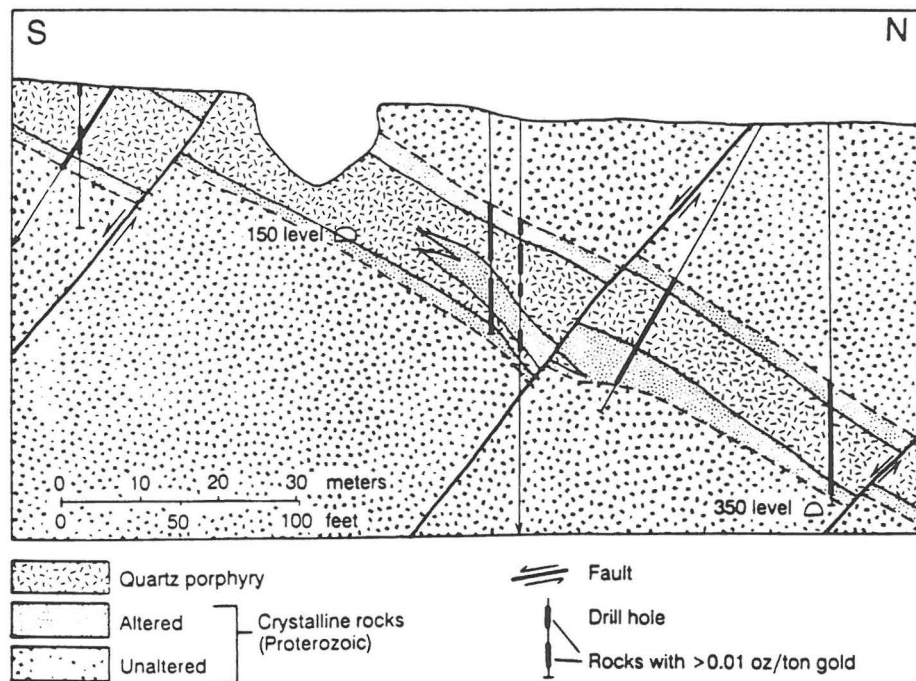 S
N
150 level
350 level
0 10 20 30 meters
0 50 100 feet
Quartz porphyry
Altered
Unaltered
Crystalline rocks
(Proterozoic)
Fault
Drill hole
Rocks with >0.01 oz/ton gold